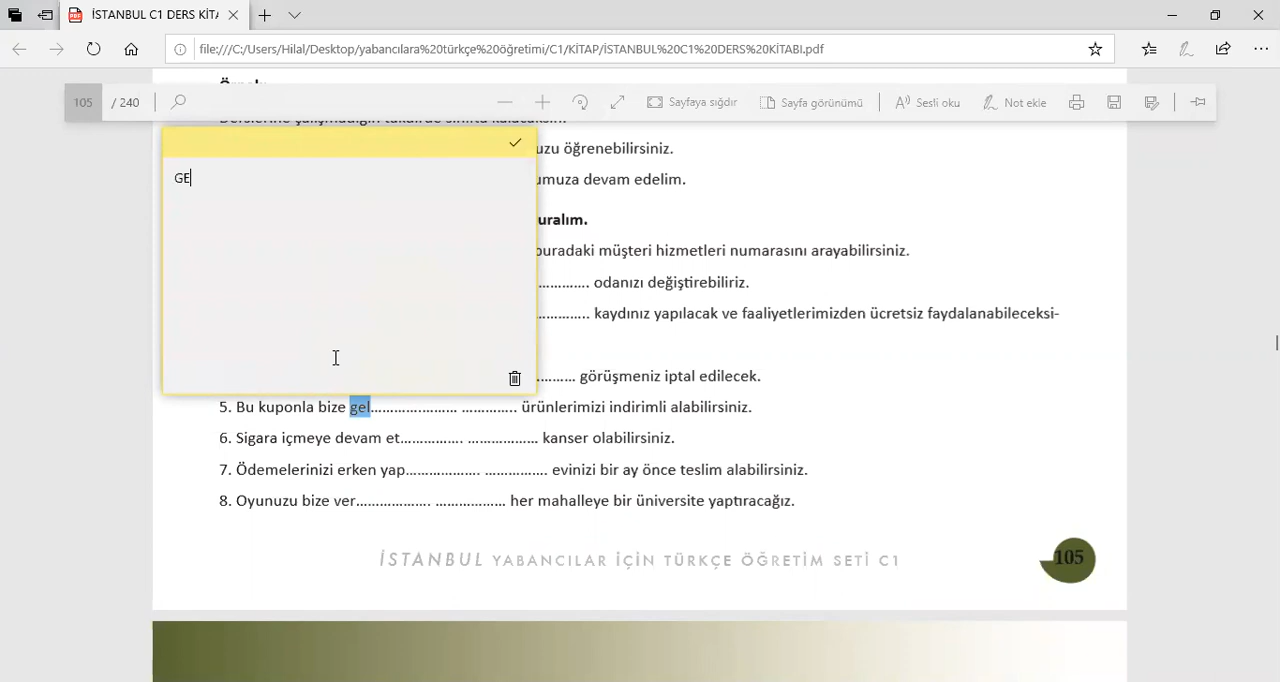 İSTANBUL C1 DERS KİTA
file:///C:/Users/Hilal/Desktop/yabancılara%20türkçe%20öğretimi/C1/KİTAP/İSTANBUL%20C1%20DERS%20KİTABI.pdf
105 / 240 Sayfaya sığdır Sayfa görünümü Sesli oku Not ekle
uzu öğrenebilirsiniz.
GE
umuza devam edelim.
uralım.
buradaki müşteri hizmetleri numarasını arayabilirsiniz.
…………. odanızı değiştirebiliriz.
………….. kaydınız yapılacak ve faaliyetlerimizden ücretsiz faydalanabileceksi-
………… görüşmeniz iptal edilecek.
5. Bu kuponla bize gel………………… ………….. ürünlerimizi indirimli alabilirsiniz.
6. Sigara içmeye devam et……………. ……………… kanser olabilirsiniz.
7. Ödemelerinizi erken yap………………. ……………. evinizi bir ay önce teslim alabilirsiniz.
8. Oyunuzu bize ver………………. ……………… her mahalleye bir üniversite yaptıracağız.
İSTANBUL YABANCILAR İÇİN TÜRKÇE ÖĞRETİM SETİ C1
105